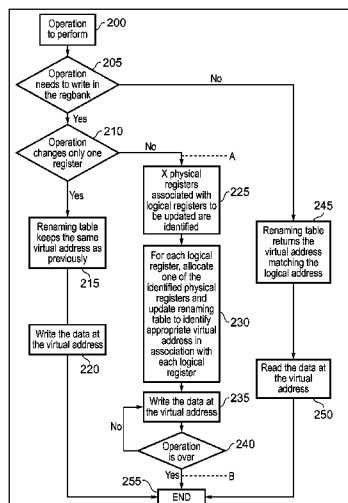 Operation
to perform
200
205
Operation
needs to write in
the regbank
No
Yes
210
Operation
changes only one
register
No
A
Yes
X physical
registers
associated with
logical registers to
be updated are
identified
225
Renaming table
keeps the same
virtual address as
previously
215
For each logical
register, allocate
one of the
identified physical
registers and
update renaming
table to identify
appropriate virtual
address in
association with
each logical
register
230
245
Renaming table
returns the
virtual address
matching the
logical address
Write the data at
the virtual address
220
Write the data
at the virtual address
235
Read the data at
the virtual
address
250
No
Operation
is over
240
Yes
B
255
END